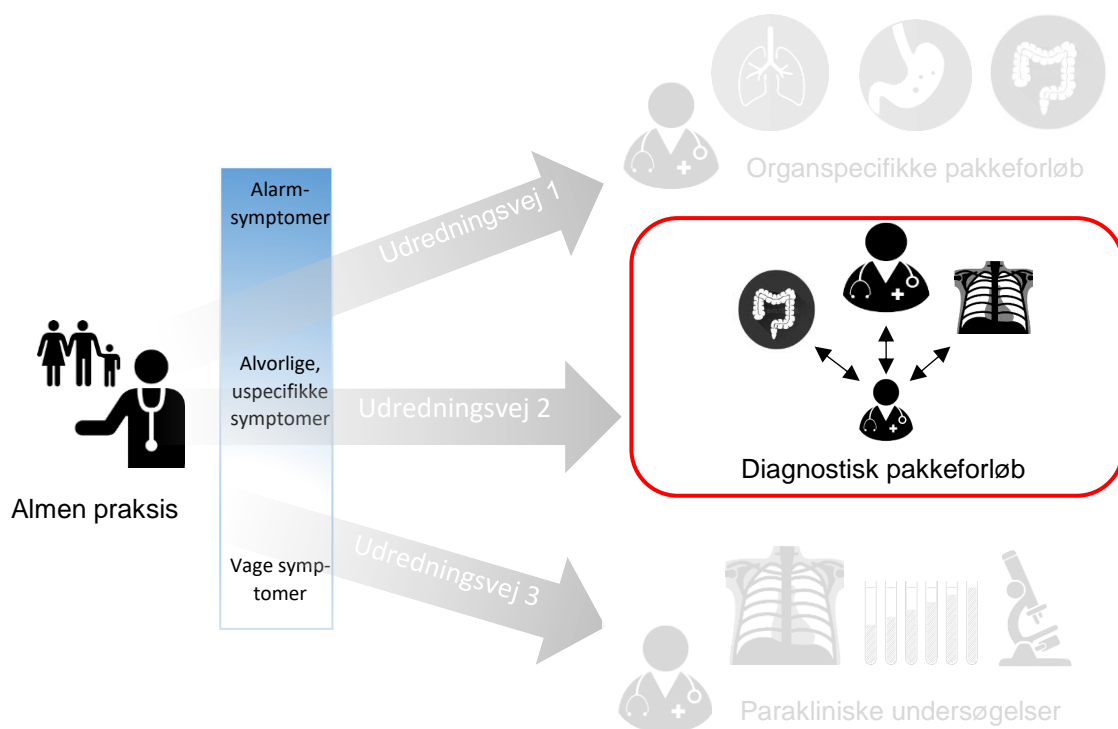 Alarm-
symptomer
Udredningsvej 1
Organspecifikke pakkeforløb
Alvorlige,
uspecifikke
symptomer
Udredningsvej 2
Diagnostisk pakkeforløb
Almen praksis
Vage symp-
tomer
Udredningsvej 3
Parakliniske undersøgelser